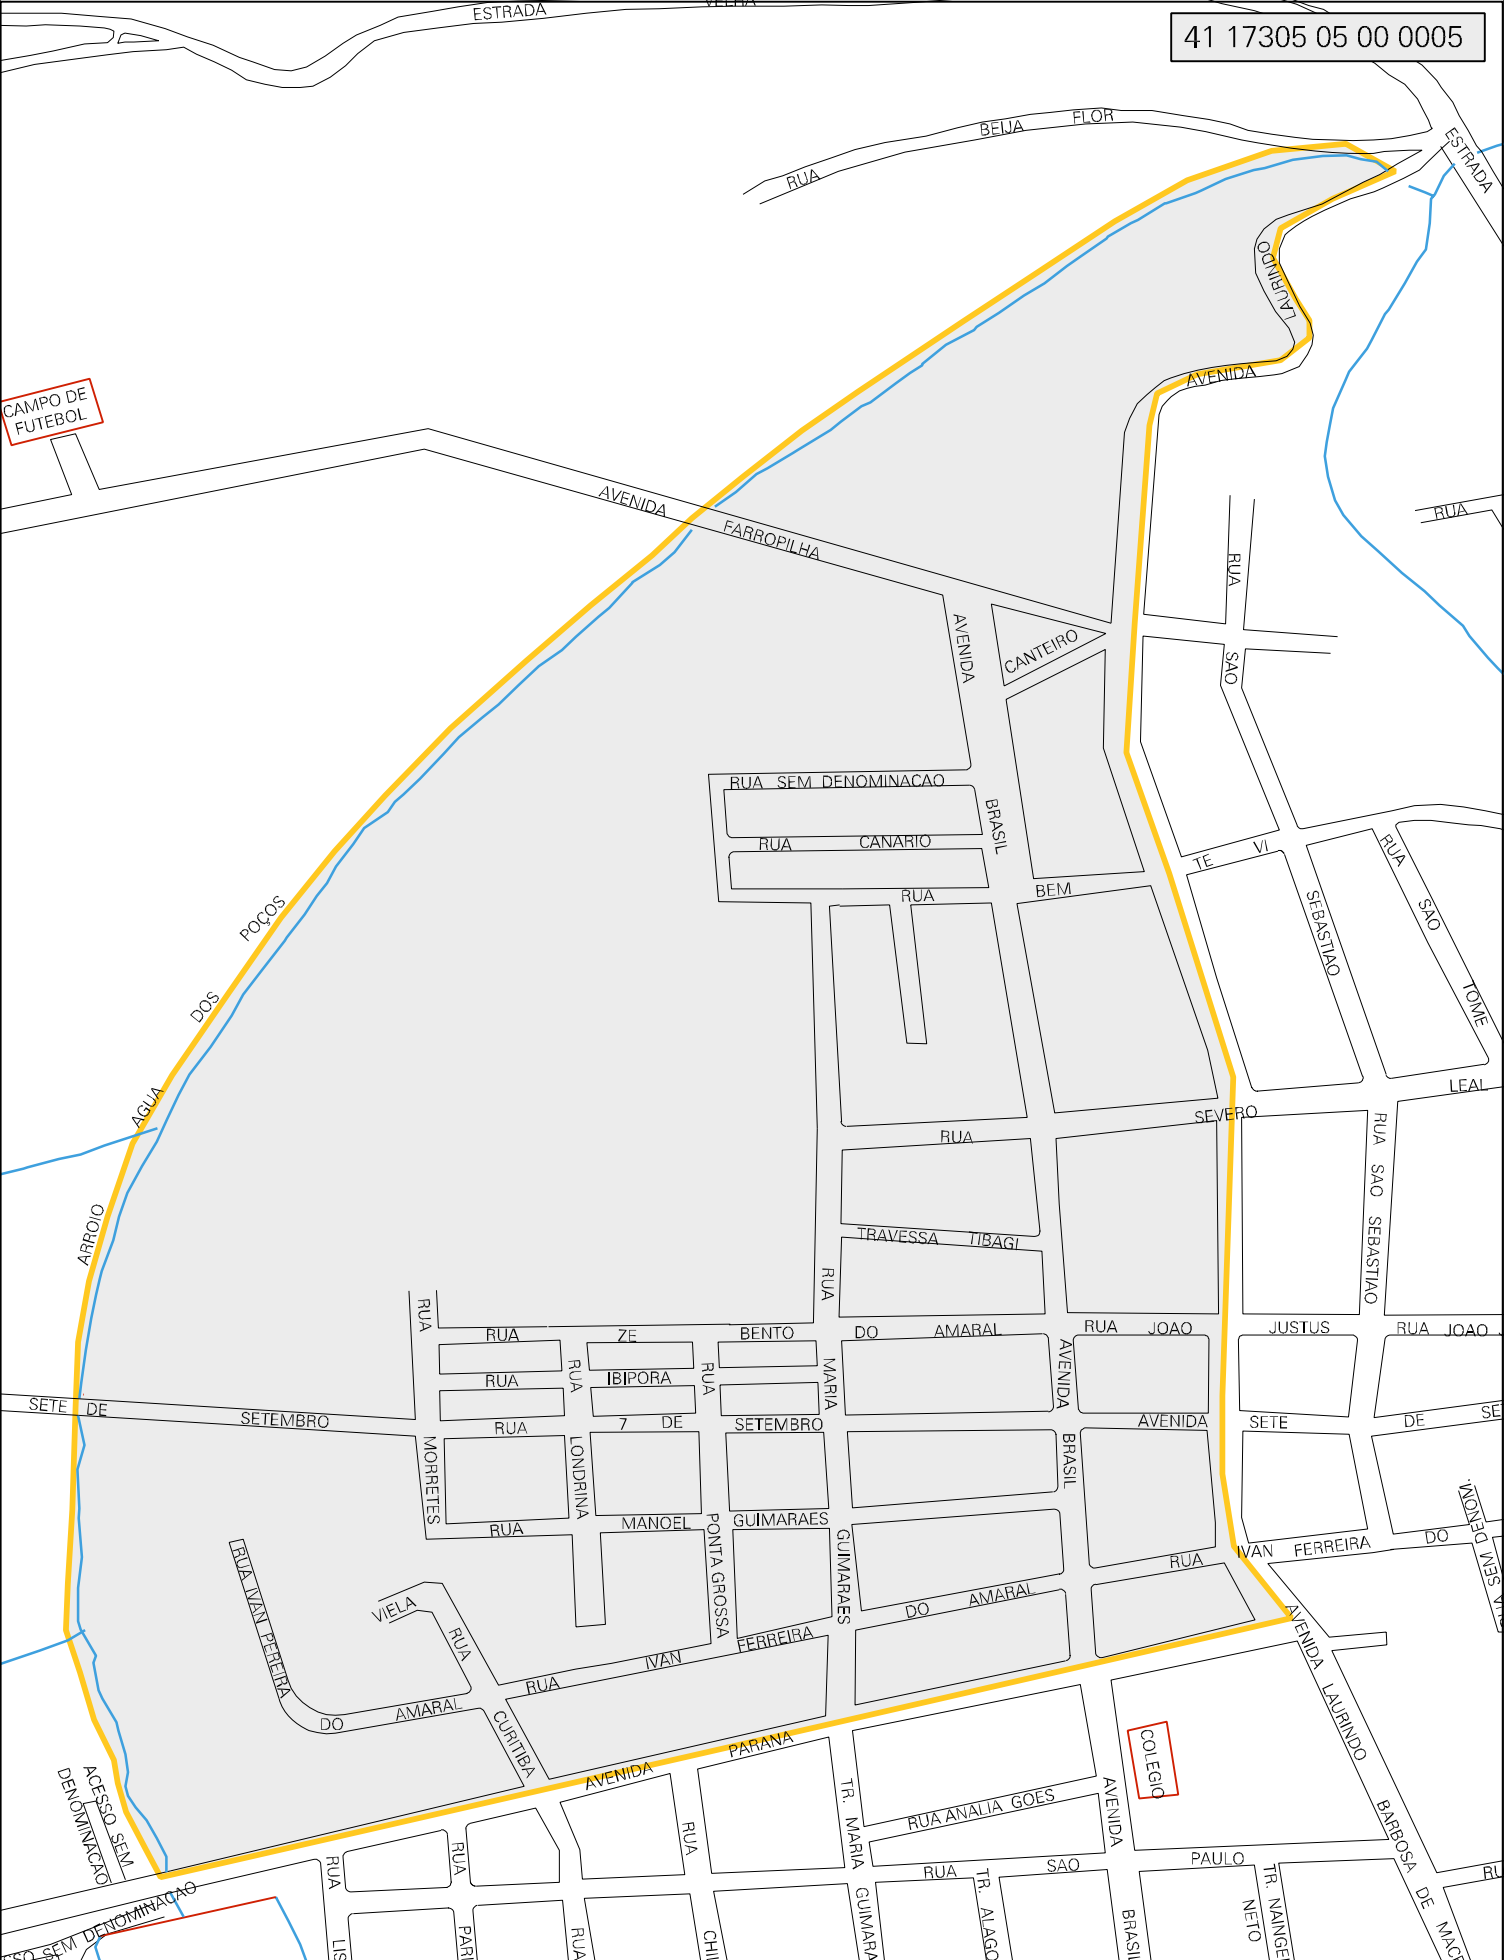 ESTRADA
41 17305 05 00 0005
BEIJA FLOR
RUA
ESTRADA
LAURINDO
AVENIDA
CAMPO DE
FUTEBOL
AVENIDA
FARROPILHA
RUA
RUA
AVENIDA
CANTEIRO
SAO
RUA SEM DENOMINACAO
BRASIL
RUA CANARIO
TE VI
RUA
RUA
BEM
SEBASTIAO
SAO
TOME
POÇOS
DOS
AGUA
ARROIO
LEAL
SEVERO
RUA
RUA SAO SEBASTIAO
TRAVESSA TIBAGI
RUA
RUA
RUA ZE BENTO DO AMARAL
RUA JOAO JUSTUS
RUA JOAO
RUA IBIPORA
RUA
RUA
MARIA
AVENIDA
SETE DE SETEMBRO
RUA 7 DE SETEMBRO
AVENIDA SETE DE
MORRETES
LONDRINA
BRASIL
RUA MANOEL GUIMARAES
PONTA GROSSA
GUIMARAES
RUA IVAN FERREIRA DO
SEM DENOM.
RUA IVAN PEREIRA
DO AMARAL
VIELA
RUA
CURITIBA
RUA IVAN FERREIRA DO AMARAL
AVENIDA LAURINDO BARBOSA DE
AVENIDA PARANA
COLEGIO
ACESSO SEM
DENOMINACAO
TR. MARIA
RUA ANALIA GOES
AVENIDA
RUA
RUA
RUA
RUA SAO PAULO
SEM DENOMINACAO
RUA
BRASIL
NETO